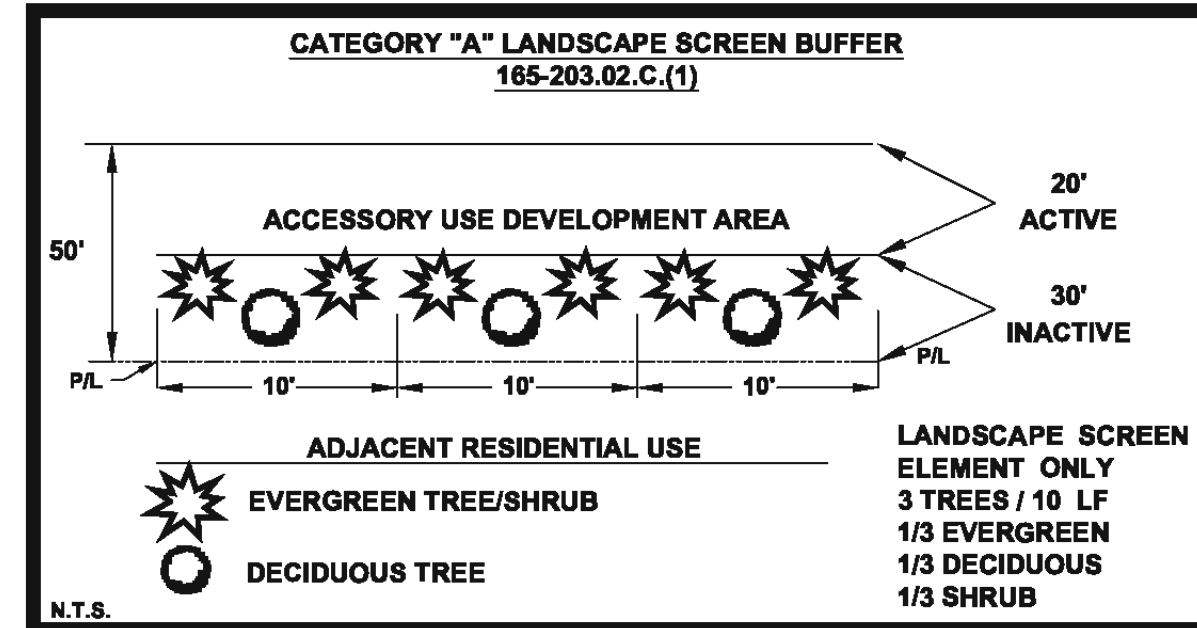 CATEGORY "A" LANDSCAPE SCREEN BUFFER
165-203.02.C.(1)
20'
ACTIVE
ACCESSORY USE DEVELOPMENT AREA
50'
30'
INACTIVE
P/L
P/L
10'
10'
10'
ADJACENT RESIDENTIAL USE
EVERGREEN TREE/SHRUB
DECIDUOUS TREE
LANDSCAPE SCREEN
ELEMENT ONLY
3 TREES / 10 LF
1/3 EVERGREEN
1/3 DECIDUOUS
1/3 SHRUB
N.T.S.